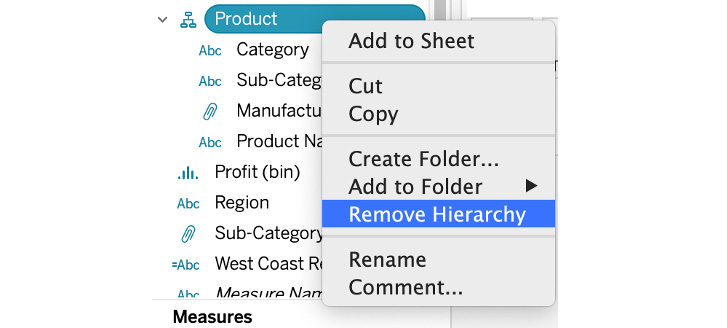 Product
Abc Category
Abc Sub-Categ
Manufactu
Abc Product Na
Profit (bin)
Abc Region
Sub-Category
=Abc West Coast Re
Abc Measure Nam
Measures
Add to Sheet
Cut
Copy
Create Folder...
Add to Folder
Remove Hierarchy
Rename
Comment...